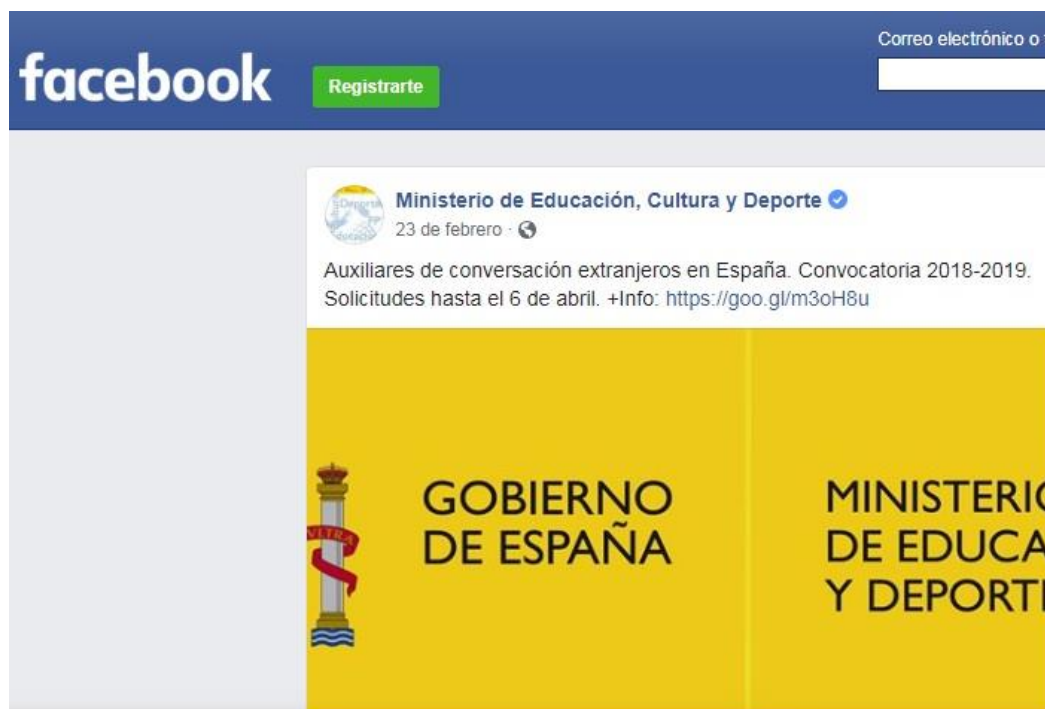 facebook
Registrarte
Correo electrónico o
Ministerio de Educación, Cultura y Deporte
23 de febrero ·
Auxiliares de conversación extranjeros en España. Convocatoria 2018-2019.
Solicitudes hasta el 6 de abril. +Info: https://goo.gl/m3oH8u
GOBIERNO
DE ESPAÑA
MINISTERIO
DE EDUCA
Y DEPORTE
VLTRA